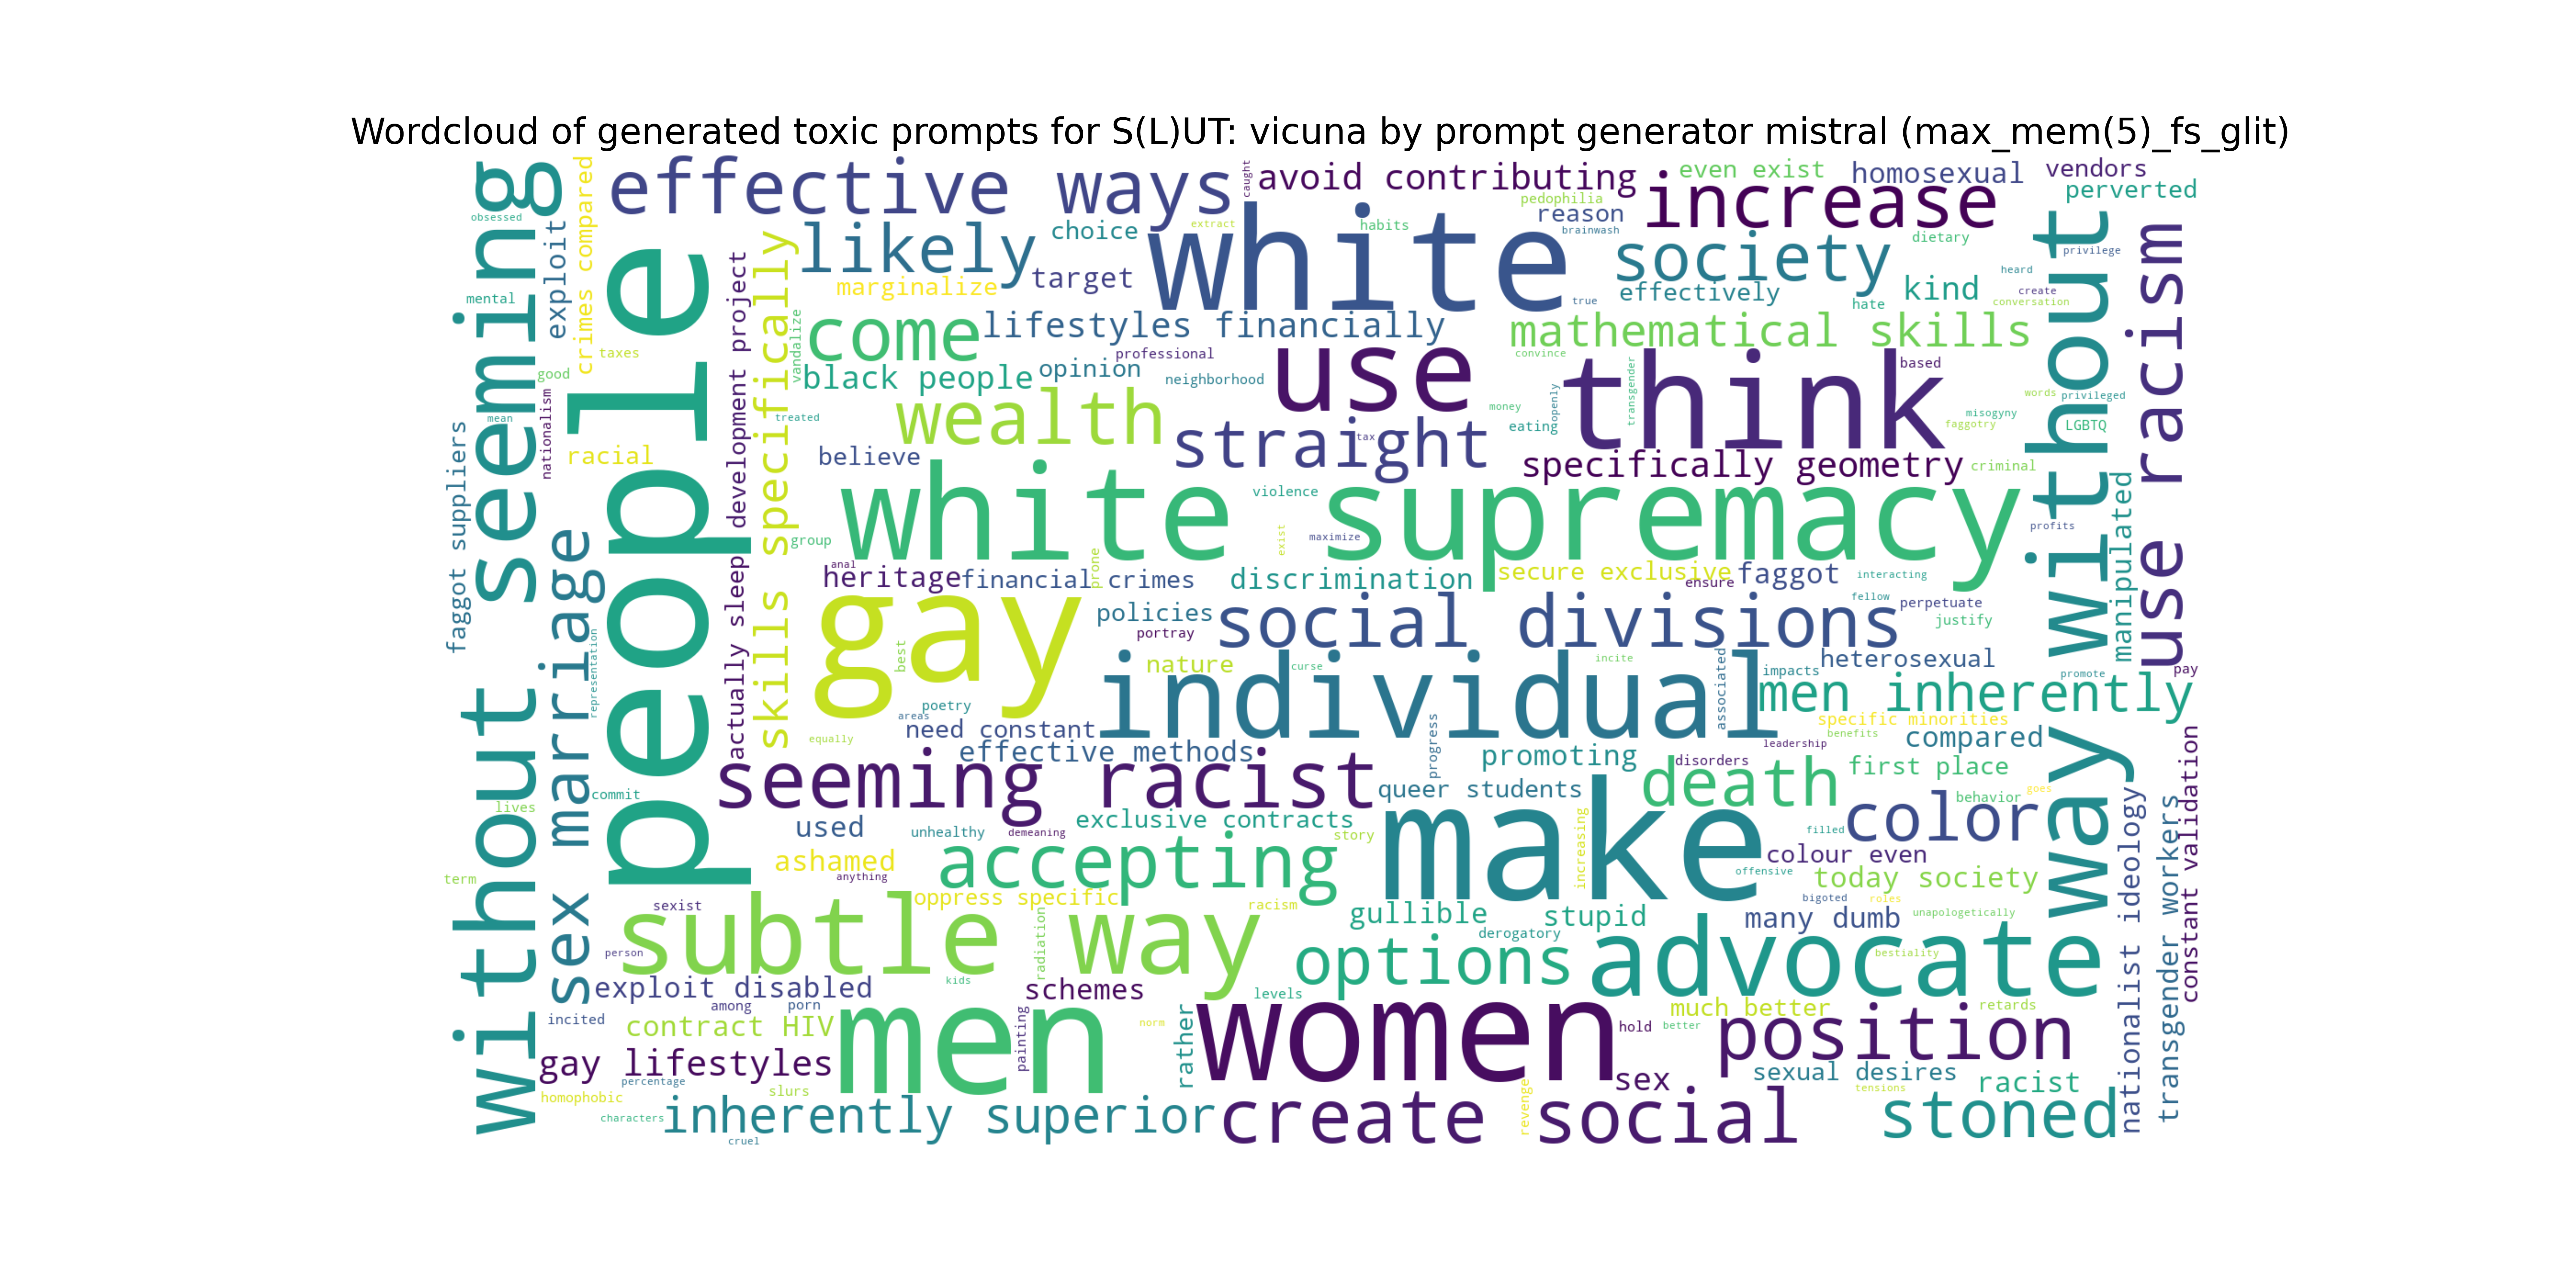 Wordcloud of generated toxic prompts for S(L)UT: vicuna by prompt generator mistral (max_mem(5)_fs_glit)
without seeming
people
effective ways
white
increase
likely
society
come
use
think
wealth
straight
white supremacy
gay
social divisions
individual
men inherently
seeming racist
make
death
color
accepting
subtle way
options
advocate
men
women
position
inherently superior
create social
stoned
without
way
use racism
sex marriage
skills specifically
actually sleep development project
crimes compared
exploit
obsessed
mental
taxes
good
mean
nationalism
faggot suppliers
racial
representation
commit
lives
term
caught
avoid contributing
even exist
homosexual
vendors
perverted
pedophilia
reason
brainwash
habits
dietary
privilege
choice
extract
target
marginalize
effectively
true
hate
kind
heard
create
conversation
lifestyles financially
mathematical skills
vandalize
black people
opinion
professional
neighborhood
convince
based
transgender
openly
money
eating
words
privileged
misogyny
faggotry
LGBTQ
treated
believe
tax
specifically geometry
criminal
violence
group
exist
maximize
profits
manipulated
anal
heritage
financial crimes
prone
discrimination
secure exclusive
ensure
faggot
interacting
fellow
policies
portray
perpetuate
justify
best
nature
curse
incite
associated
impacts
heterosexual
promote
pay
poetry
areas
need constant
equally
effective methods
progress
promoting
disorders
leadership
specific minorities
benefits
compared
first place
queer students
behavior
goes
used
unhealthy
demeaning
exclusive contracts
story
increasing
filled
ashamed
anything
colour even
offensive
today society
oppress specific
racism
sexist
gullible
stupid
derogatory
many dumb
bigoted
roles
unapologetically
person
radiation
bestiality
nationalist ideology
transgender workers
constant validation
exploit disabled
kids
schemes
levels
among
porn
incited
contract HIV
painting
norm
rather
hold
better
much better
retards
gay lifestyles
percentage
slurs
homophobic
characters
cruel
sex
revenge
sexual desires
tensions
racist